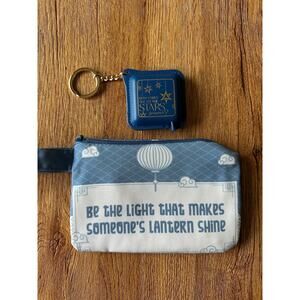 STARS
BE THE LIGHT THAT MAKES
SOMEONE'S LANTERN SHINE